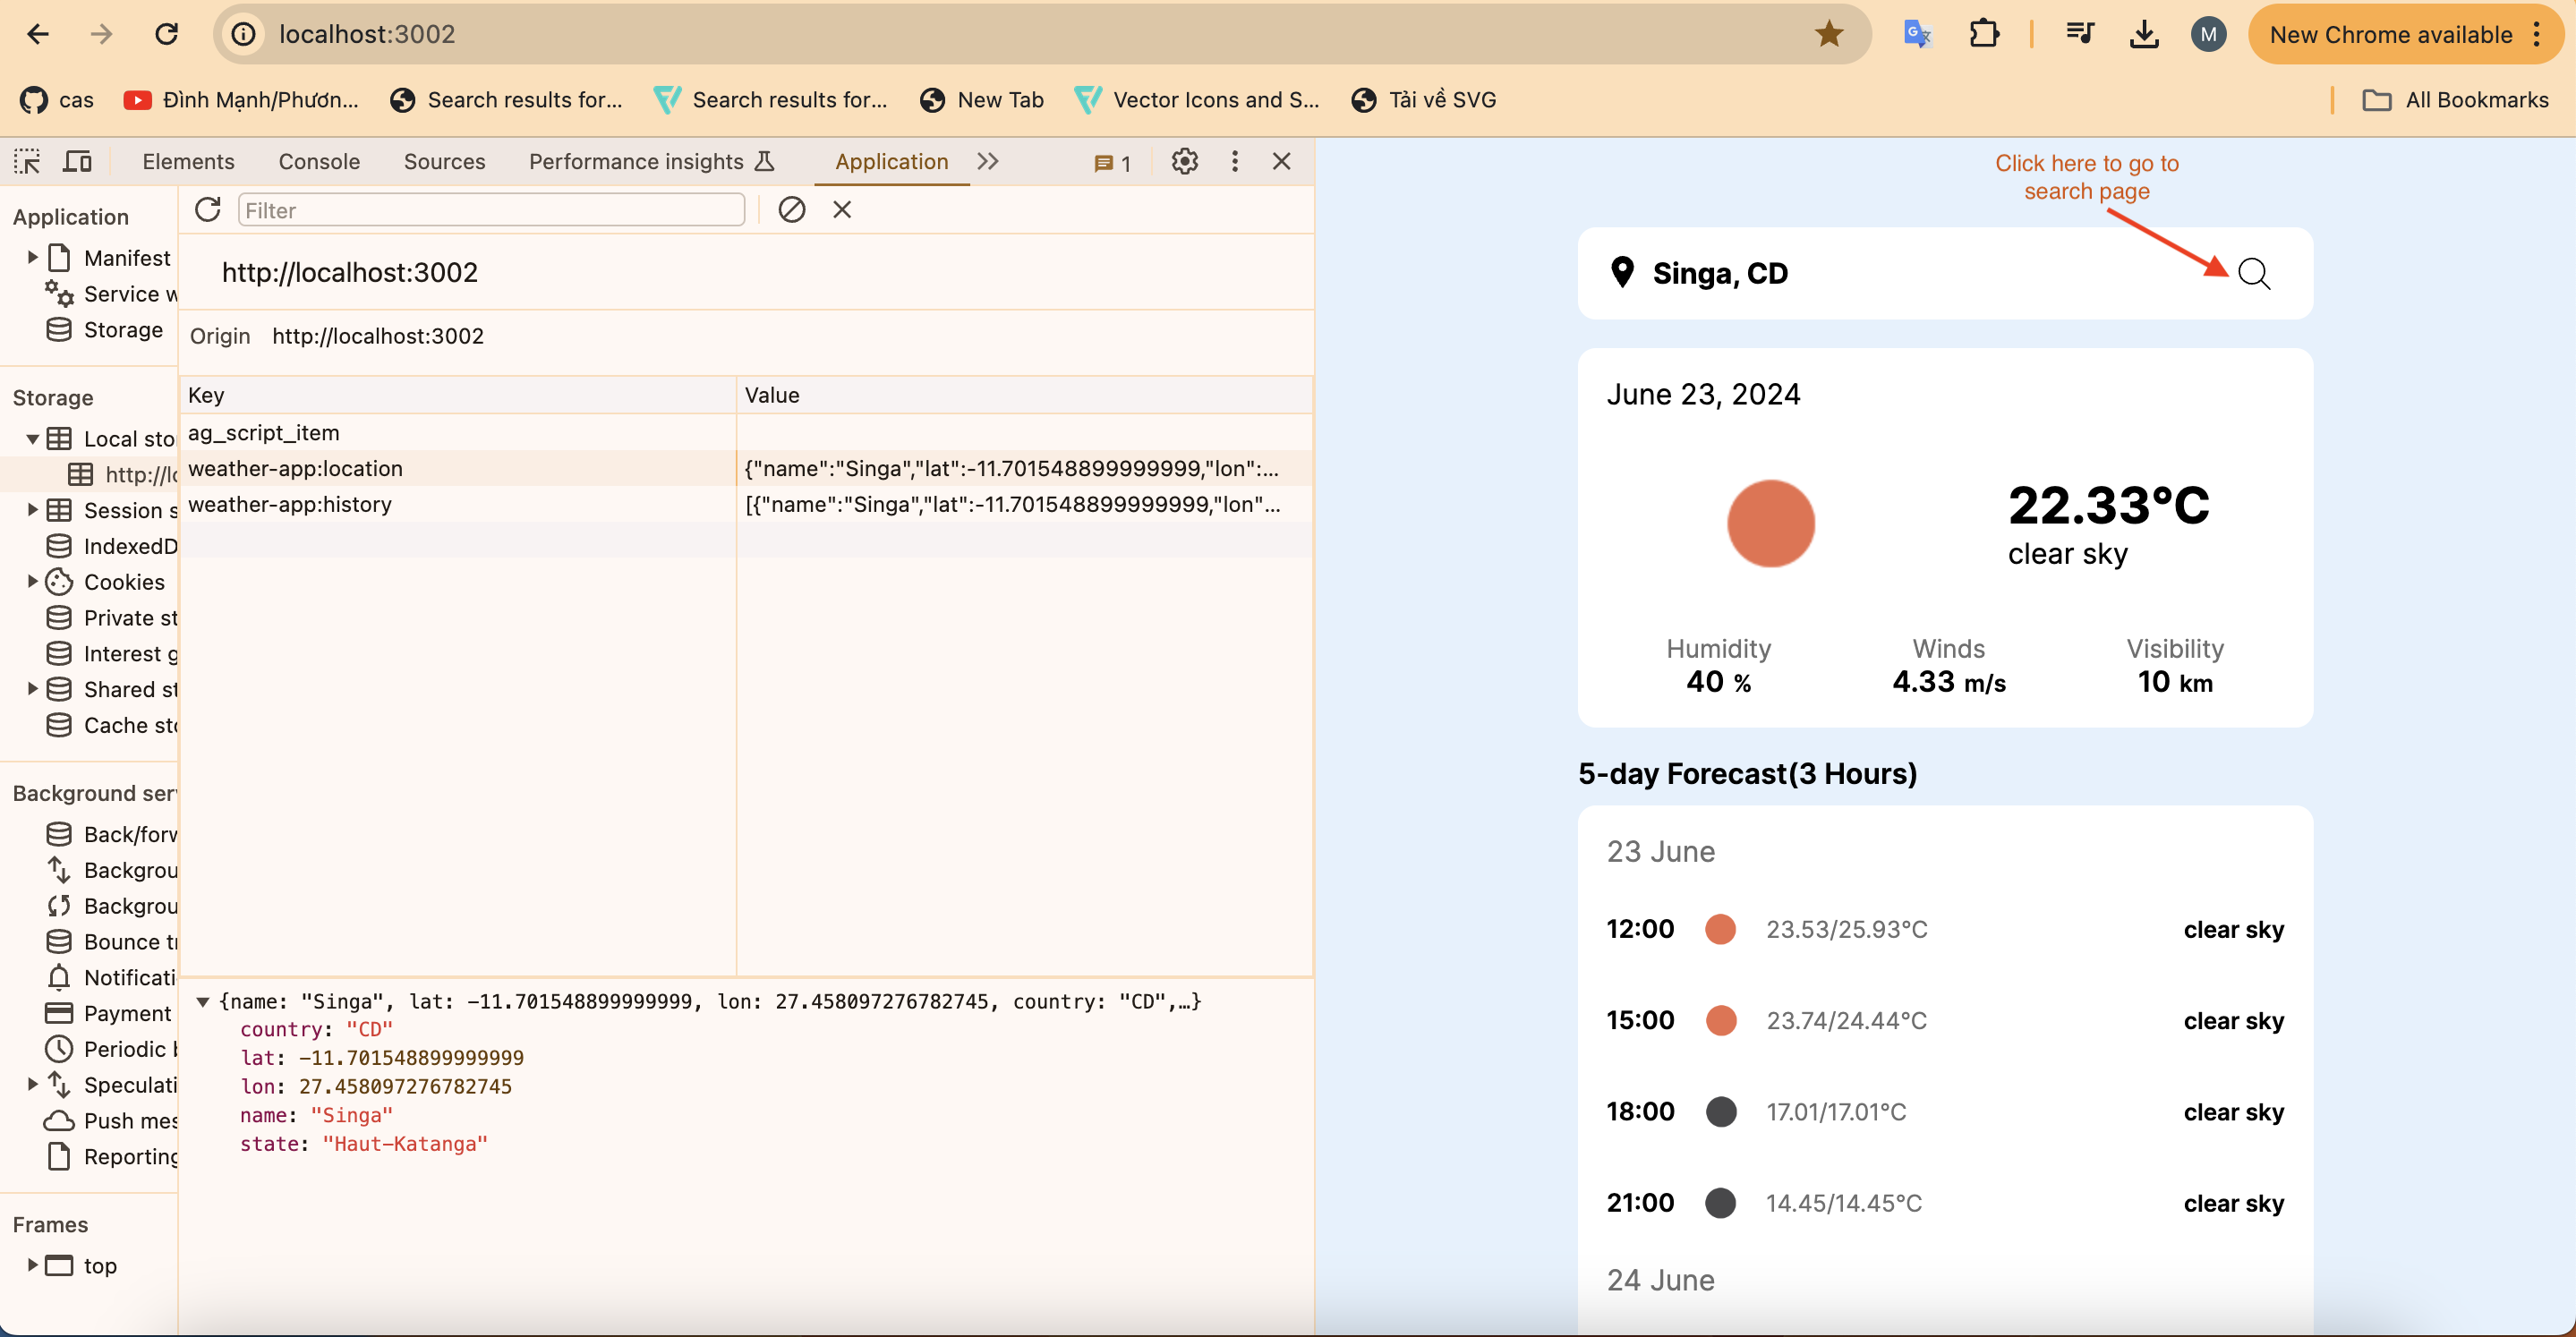 localhost:3002
M
New Chrome available
cas
Đình Mạnh/Phươn...
Search results for...
Search results for...
New Tab
Vector Icons and S...
Tải về SVG
All Bookmarks
Elements
Console
Sources
Performance insights
Application
1
Application
Manifest
Service w
Storage
Storage
Local sto
http://lo
Session s
IndexedD
Cookies
Private st
Interest g
Shared st
Cache sto
Background serv
Back/forw
Backgrou
Backgrou
Bounce tr
Notificati
Payment
Periodic b
Speculati
Push mes
Reporting
Frames
top
Filter
http://localhost:3002
Origin http://localhost:3002
Key Value
ag_script_item
weather-app:location {"name":"Singa","lat":-11.701548899999999,"lon":...
weather-app:history [{"name":"Singa","lat":-11.701548899999999,"lon"...
{name: "Singa", lat: -11.701548899999999, lon: 27.458097276782745, country: "CD",…}
country: "CD"
lat: -11.701548899999999
lon: 27.458097276782745
name: "Singa"
state: "Haut-Katanga"
Click here to go to
search page
Singa, CD
June 23, 2024
22.33°C
clear sky
Humidity Winds Visibility
40 % 4.33 m/s 10 km
5-day Forecast(3 Hours)
23 June
12:00 23.53/25.93°C clear sky
15:00 23.74/24.44°C clear sky
18:00 17.01/17.01°C clear sky
21:00 14.45/14.45°C clear sky
24 June